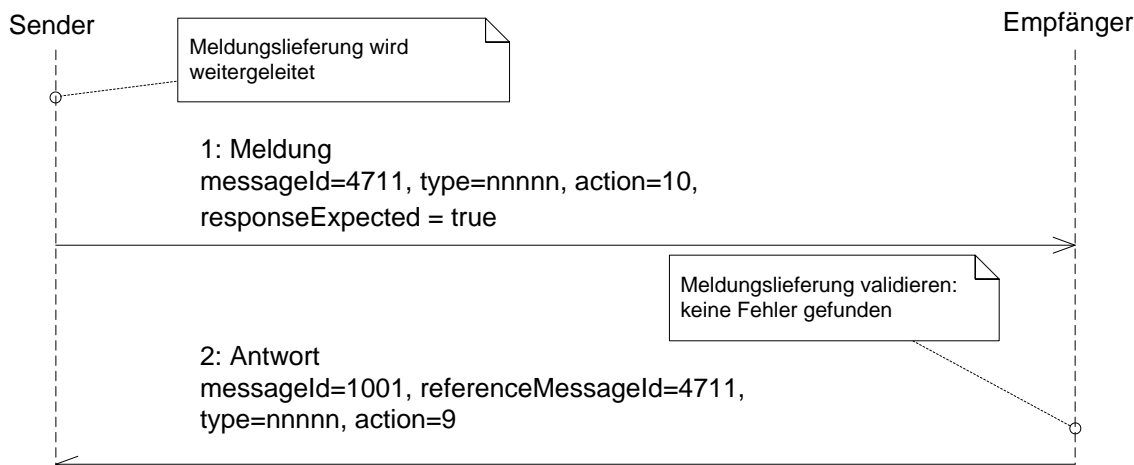 Sender
Empfänger
Meldungslieferung wird
weitergeleitet
1: Meldung
messageId=4711, type=nnnnn, action=10,
responseExpected = true
Meldungslieferung validieren:
keine Fehler gefunden
2: Antwort
messageId=1001, referenceMessageId=4711,
type=nnnnn, action=9